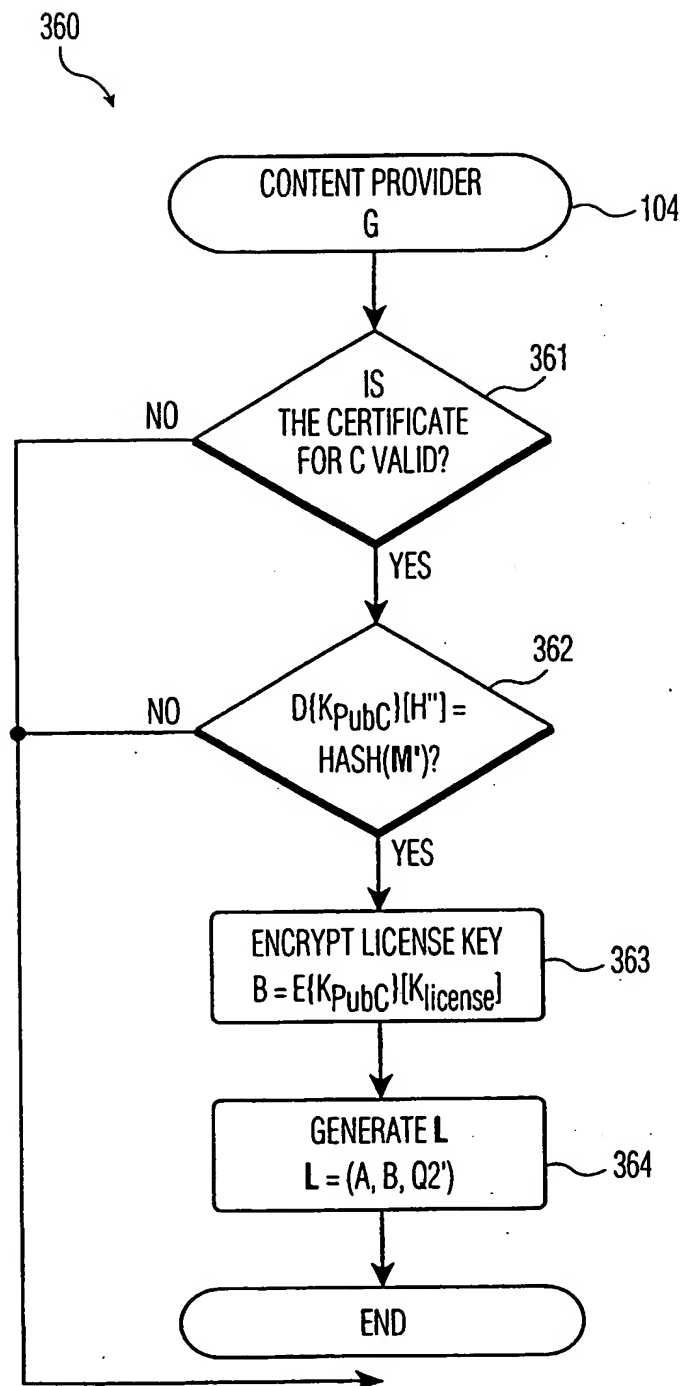 360
CONTENT PROVIDER
G
104
IS
THE CERTIFICATE
FOR C VALID?
361
NO
YES
D{KPubC}[H"] =
HASH(M')?
362
NO
YES
ENCRYPT LICENSE KEY
B = E{KPubC}[Klicense]
363
GENERATE L
L = (A, B, Q2')
364
END